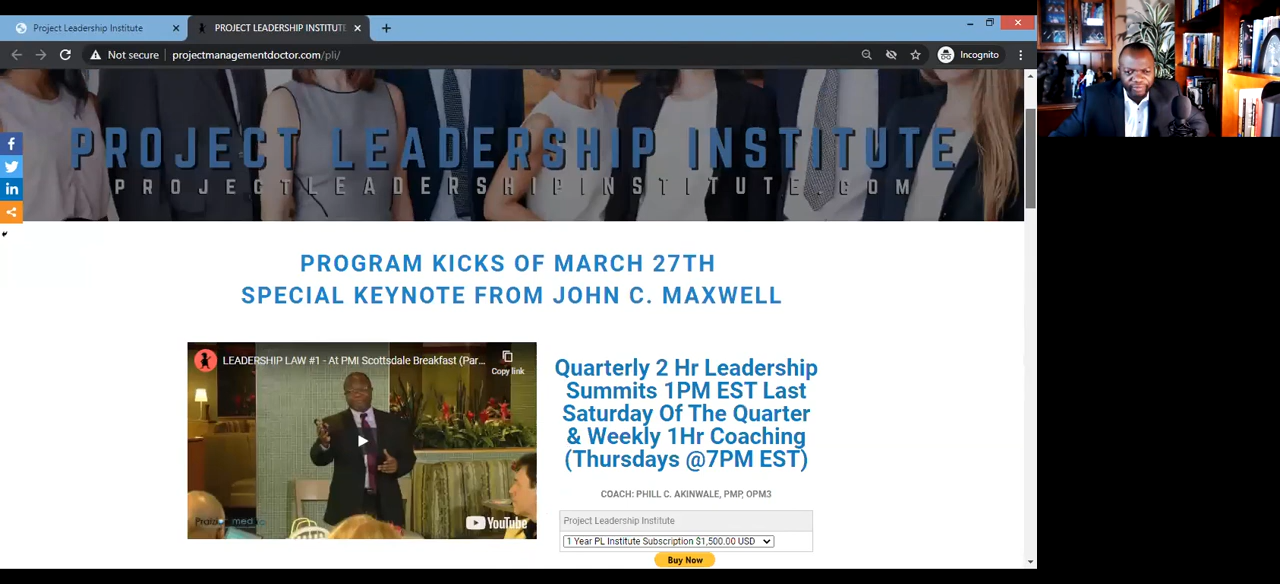 Project Leadership Institute
PROJECT LEADERSHIP INSTITUTE
Not secure projectmanagementdoctor.com/pli/
Incognito
PROJECT LEADERSHIP INSTITUTE
PROJECTLEADERSHIPINSTITUTE.COM
PROGRAM KICKS OF MARCH 27TH
SPECIAL KEYNOTE FROM JOHN C. MAXWELL
LEADERSHIP LAW #1 - At PMI Scottsdale Breakfast (Par...
Copy link
YouTube
Quarterly 2 Hr Leadership
Summits 1PM EST Last
Saturday Of The Quarter
& Weekly 1Hr Coaching
(Thursdays @7PM EST)
COACH: PHILL C. AKINWALE, PMP, OPM3
Project Leadership Institute
1 Year PL Institute Subscription $1,500.00 USD
Buy Now